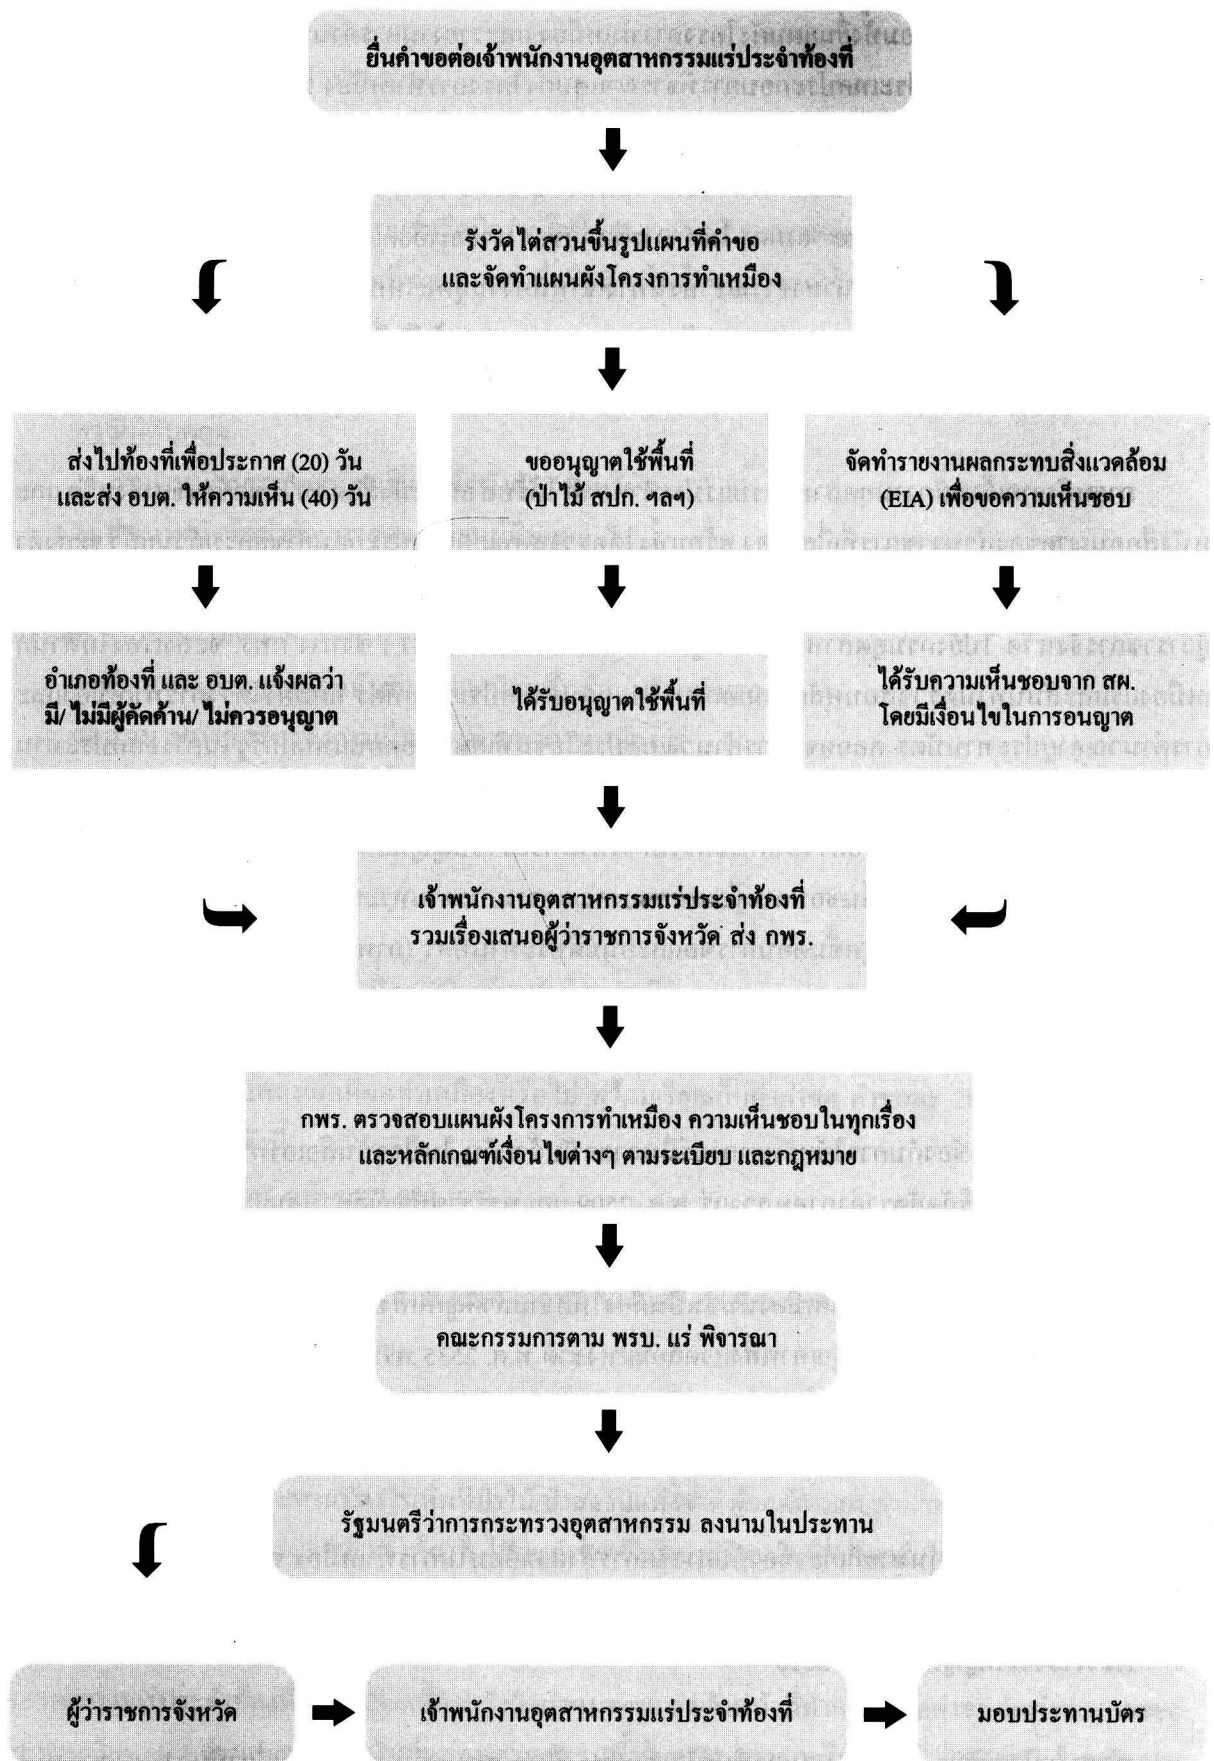 ยื่นคำขอต่อเจ้าพนักงานอุตสาหกรรมแร่ประจำท้องที่
รังวัดไต่สวนขึ้นรูปแผนที่คำขอ
และจัดทำแผนผังโครงการทำเหมือง
ส่งไปท้องที่เพื่อประกาศ (20) วัน
และส่ง อบต. ให้ความเห็น (40) วัน
ขออนุญาตใช้พื้นที่
(ป่าไม้ สปก. ฯลฯ)
จัดทำรายงานผลกระทบสิ่งแวดล้อม
(EIA) เพื่อขอความเห็นชอบ
อำเภอท้องที่ และ อบต. แจ้งผลว่า
มี/ ไม่มีผู้คัดค้าน/ ไม่ควรอนุญาต
ได้รับอนุญาตใช้พื้นที่
ได้รับความเห็นชอบจาก สผ.
โดยมีเงื่อนไขในการอนญาต
เจ้าพนักงานอุตสาหกรรมแร่ประจำท้องที่
รวมเรื่องเสนอผู้ว่าราชการจังหวัด ส่ง กพร.
กพร. ตรวจสอบแผนผังโครงการทำเหมือง ความเห็นชอบในทุกเรื่อง
และหลักเกณฑ์เงื่อนไขต่างๆ ตามระเบียบ และกฎหมาย
คณะกรรมการตาม พรบ. แร่ พิจารณา
รัฐมนตรีว่าการกระทรวงอุตสาหกรรม ลงนามในประทาน
ผู้ว่าราชการจังหวัด
เจ้าพนักงานอุตสาหกรรมแร่ประจำท้องที่
มอบประทานบัตร